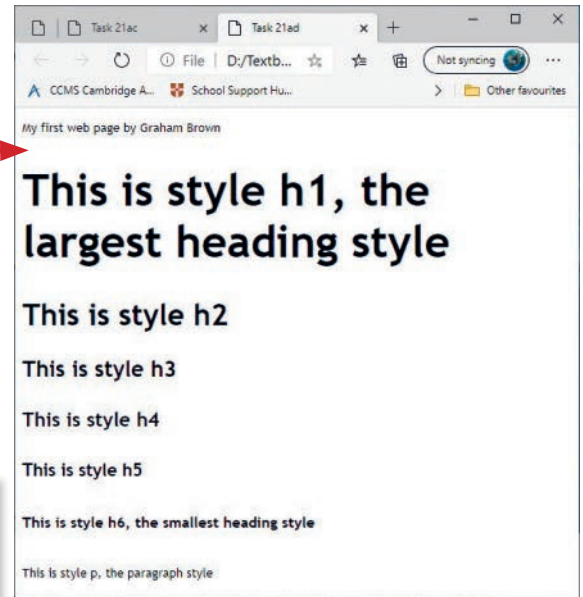 Task 21ac
Task 21ad
File
D:/Textb...
Not syncing
CCMS Cambridge A...
School Support Hu...
Other favourites
My first web page by Graham Brown
This is style h1, the
largest heading style
This is style h2
This is style h3
This is style h4
This is style h5
This is style h6, the smallest heading style
This is style p, the paragraph style